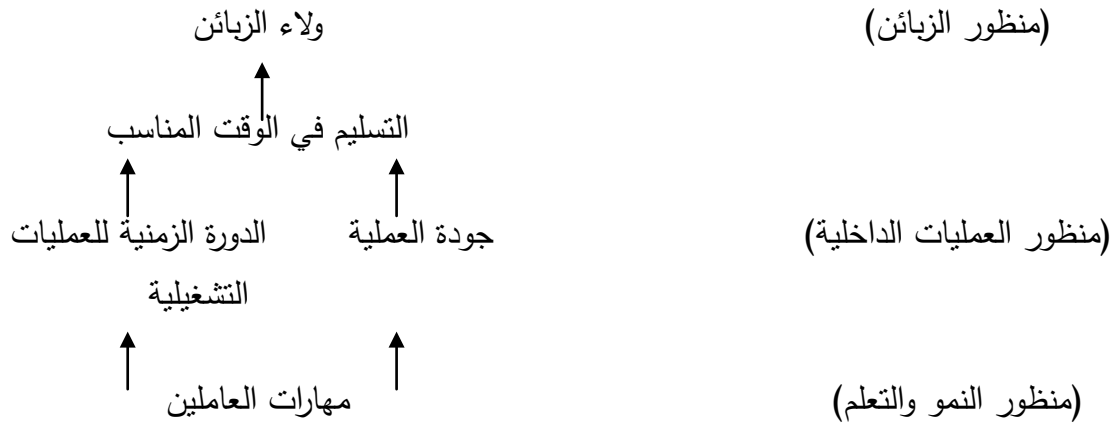 (منظور الزبائن) ولاء الزبائن
التسليم في الوقت المناسب
(منظور العمليات الداخلية) جودة العملية الدورة الزمنية للعمليات
التشغيلية
(منظور النمو والتعلم) مهارات العاملين